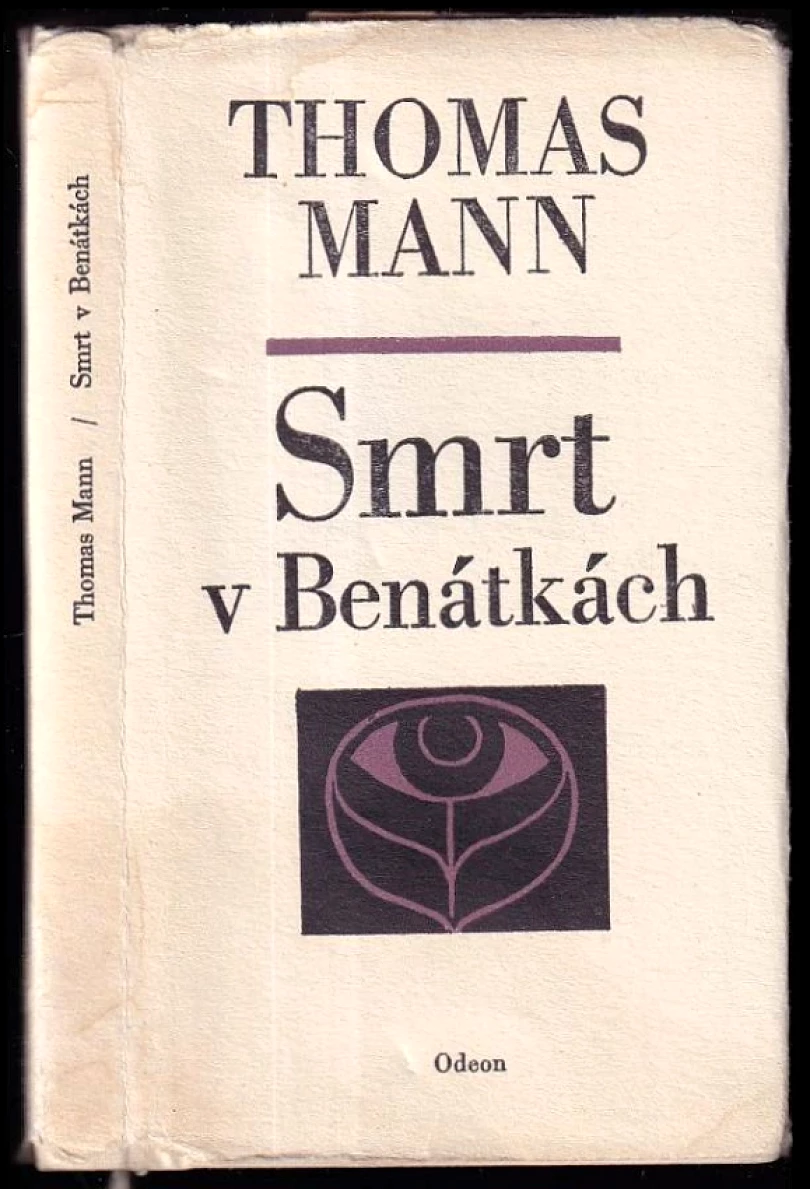 Thomas Mann / Smrt v Benátkách
THOMAS
MANN
Smrt
v Benátkách
Odeon